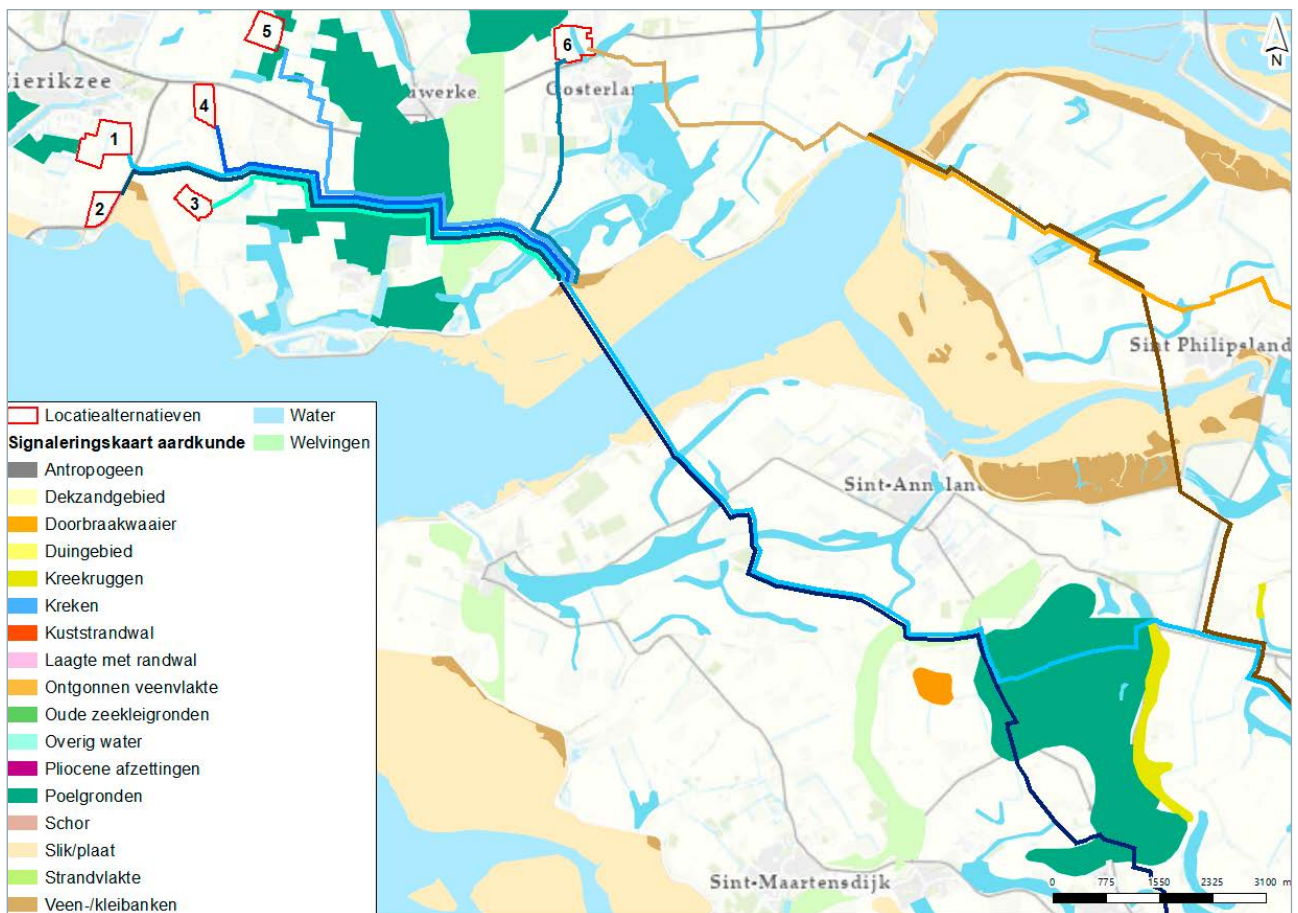 5
6
N
ierikzee
4
uwerke
Oosterla
1
2
3
Sint Philipsland
Sint-Annaland
Sint-Maartensdijk
Locatiealternatieven
Water
Signaleringskaart aardkunde
Welvingen
Antropogeen
Dekzandgebied
Doorbraakwaaier
Duingebied
Kreekruggen
Kreken
Kuststrandwal
Laagte met randwal
Ontgonnen veenvlakte
Oude zeekleigronden
Overig water
Pliocene afzettingen
Poelgronden
Schor
Slik/plaat
Strandvlakte
Veen-/kleibanken
0 775 1550 2325 3100 m